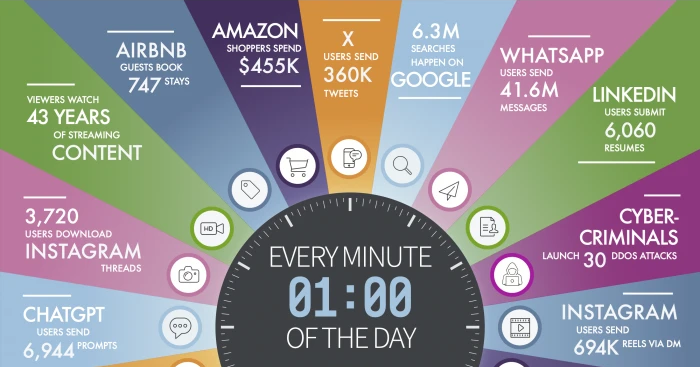 AIRBNB
GUESTS BOOK
747 STAYS
AMAZON
SHOPPERS SPEND
$455K
X
USERS SEND
360K
TWEETS
6.3M
SEARCHES
HAPPEN ON
GOOGLE
WHATSAPP
USERS SEND
41.6M
MESSAGES
LINKEDIN
USERS SUBMIT
6,060
RESUMES
VIEWERS WATCH
43 YEARS
OF STREAMING
CONTENT
3,720
USERS DOWNLOAD
INSTAGRAM
THREADS
CYBER-
CRIMINALS
LAUNCH 30 DDOS ATTACKS
CHATGPT
USERS SEND
6,944 PROMPTS
INSTAGRAM
USERS SEND
694K REELS VIA DM
EVERY MINUTE
01:00
OF THE DAY